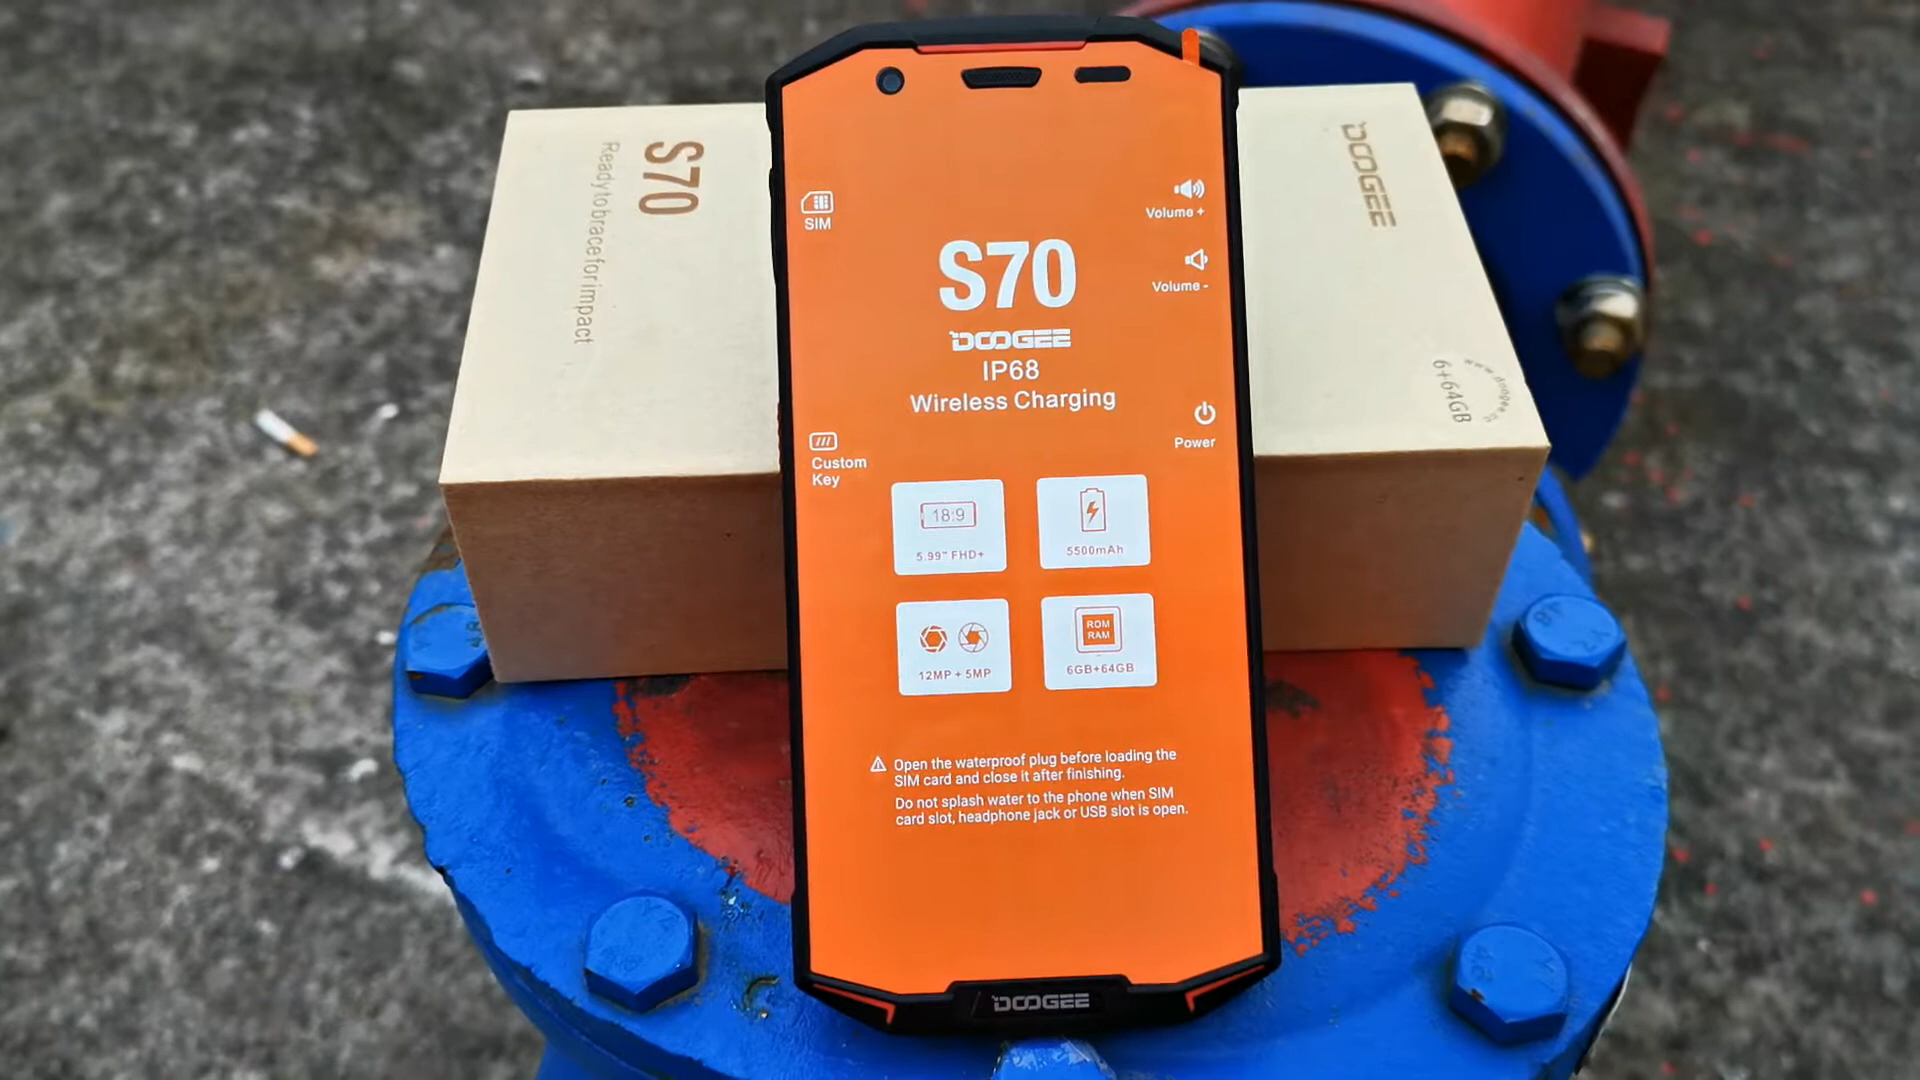 S70
Ready to brace for impact
DOOGEE
www.doogee.cc
6+64GB
SIM
Volume +
Volume -
S70
DOOGEE
IP68
Wireless Charging
Power
Custom
Key
18:9
5.99" FHD+
5500mAh
12MP + 5MP
ROM
RAM
6GB+64GB
Open the waterproof plug before loading the
SIM card and close it after finishing.
Do not splash water to the phone when SIM
card slot, headphone jack or USB slot is open.
DOOGEE